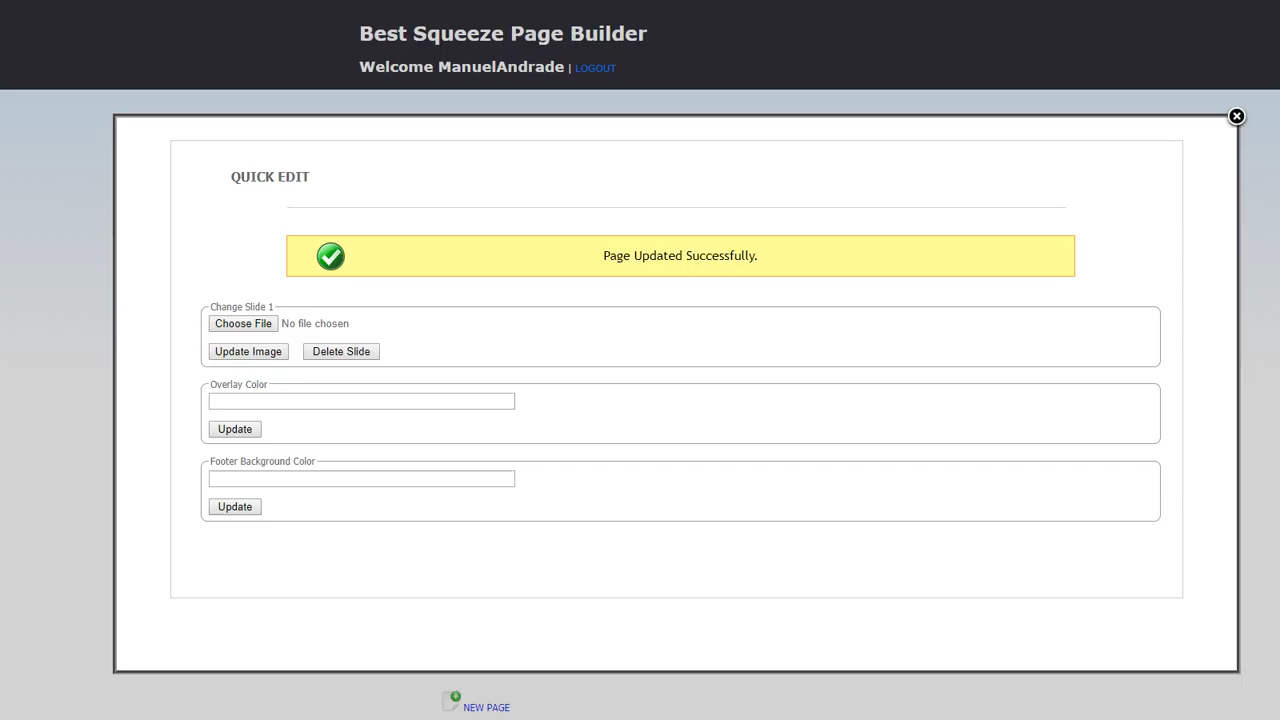 Best Squeeze Page Builder
Welcome ManuelAndrade | LOGOUT
QUICK EDIT
Page Updated Successfully.
Change Slide 1
Choose File No file chosen
Update Image Delete Slide
Overlay Color
Update
Footer Background Color
Update
NEW PAGE